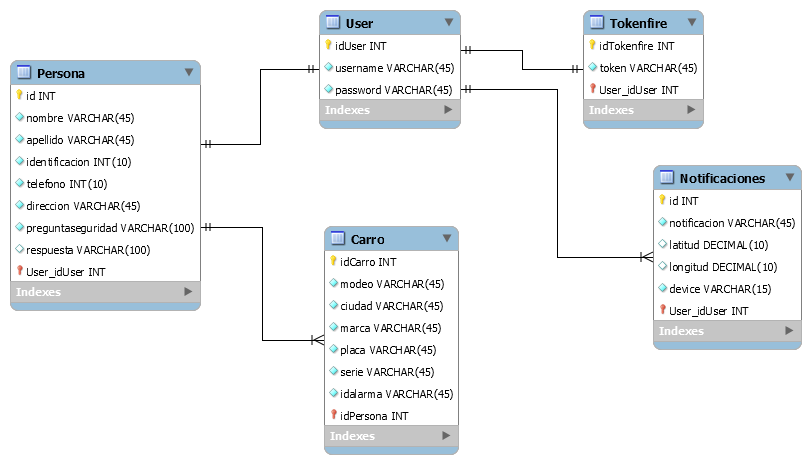 Persona
id INT
nombre VARCHAR(45)
apellido VARCHAR(45)
identificacion INT(10)
telefono INT(10)
direccion VARCHAR(45)
preguntaseguridad VARCHAR(100)
respuesta VARCHAR(100)
User_idUser INT
Indexes
User
idUser INT
username VARCHAR(45)
password VARCHAR(45)
Indexes
Tokenfire
idTokenfire INT
token VARCHAR(45)
User_idUser INT
Indexes
Carro
idCarro INT
modeo VARCHAR(45)
ciudad VARCHAR(45)
marca VARCHAR(45)
placa VARCHAR(45)
serie VARCHAR(45)
idalarma VARCHAR(45)
idPersona INT
Indexes
Notificaciones
id INT
notificacion VARCHAR(45)
latitud DECIMAL(10)
longitud DECIMAL(10)
device VARCHAR(15)
User_idUser INT
Indexes